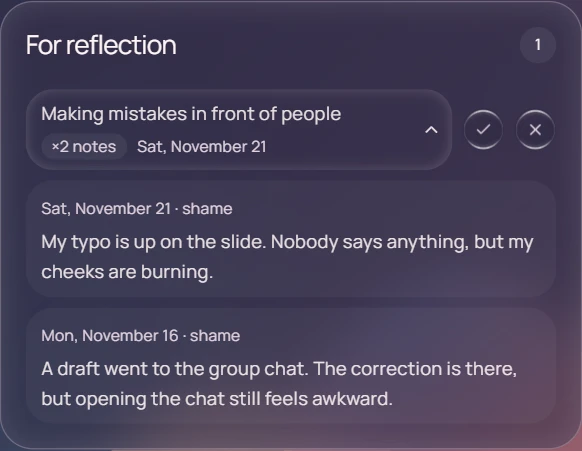 For reflection
1
Making mistakes in front of people
×2 notes Sat, November 21
Sat, November 21 · shame
My typo is up on the slide. Nobody says anything, but my
cheeks are burning.
Mon, November 16 · shame
A draft went to the group chat. The correction is there,
but opening the chat still feels awkward.